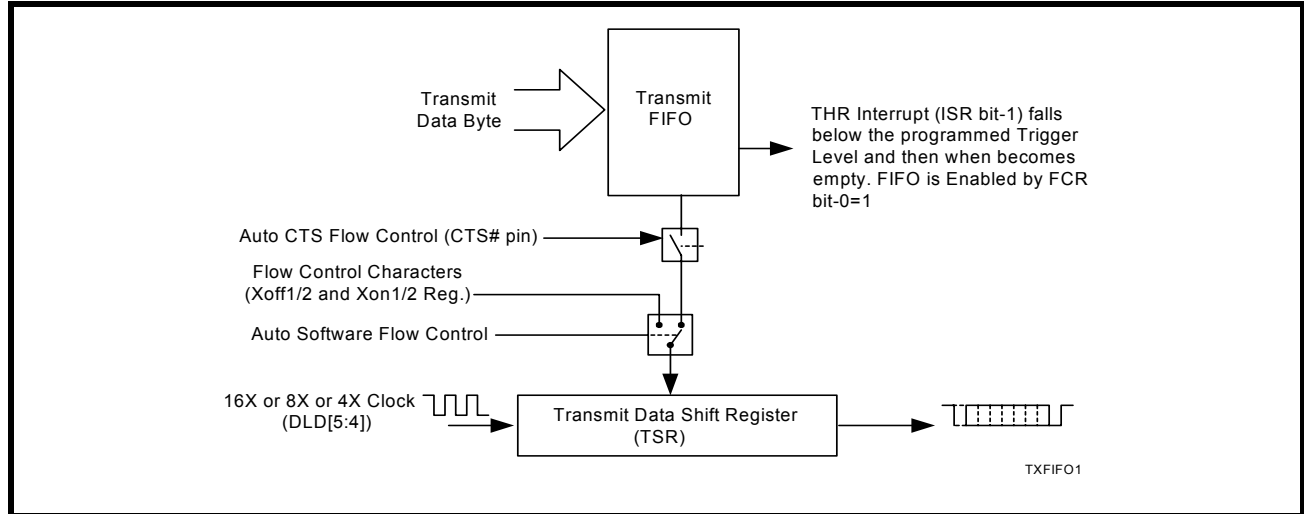 Transmit
Data Byte
Transmit
FIFO
THR Interrupt (ISR bit-1) falls
below the programmed Trigger
Level and then when becomes
empty. FIFO is Enabled by FCR
bit-0=1
Auto CTS Flow Control (CTS# pin)
Flow Control Characters
(Xoff1/2 and Xon1/2 Reg.)
Auto Software Flow Control
16X or 8X or 4X Clock
(DLD[5:4])
Transmit Data Shift Register
(TSR)
TXFIFO1